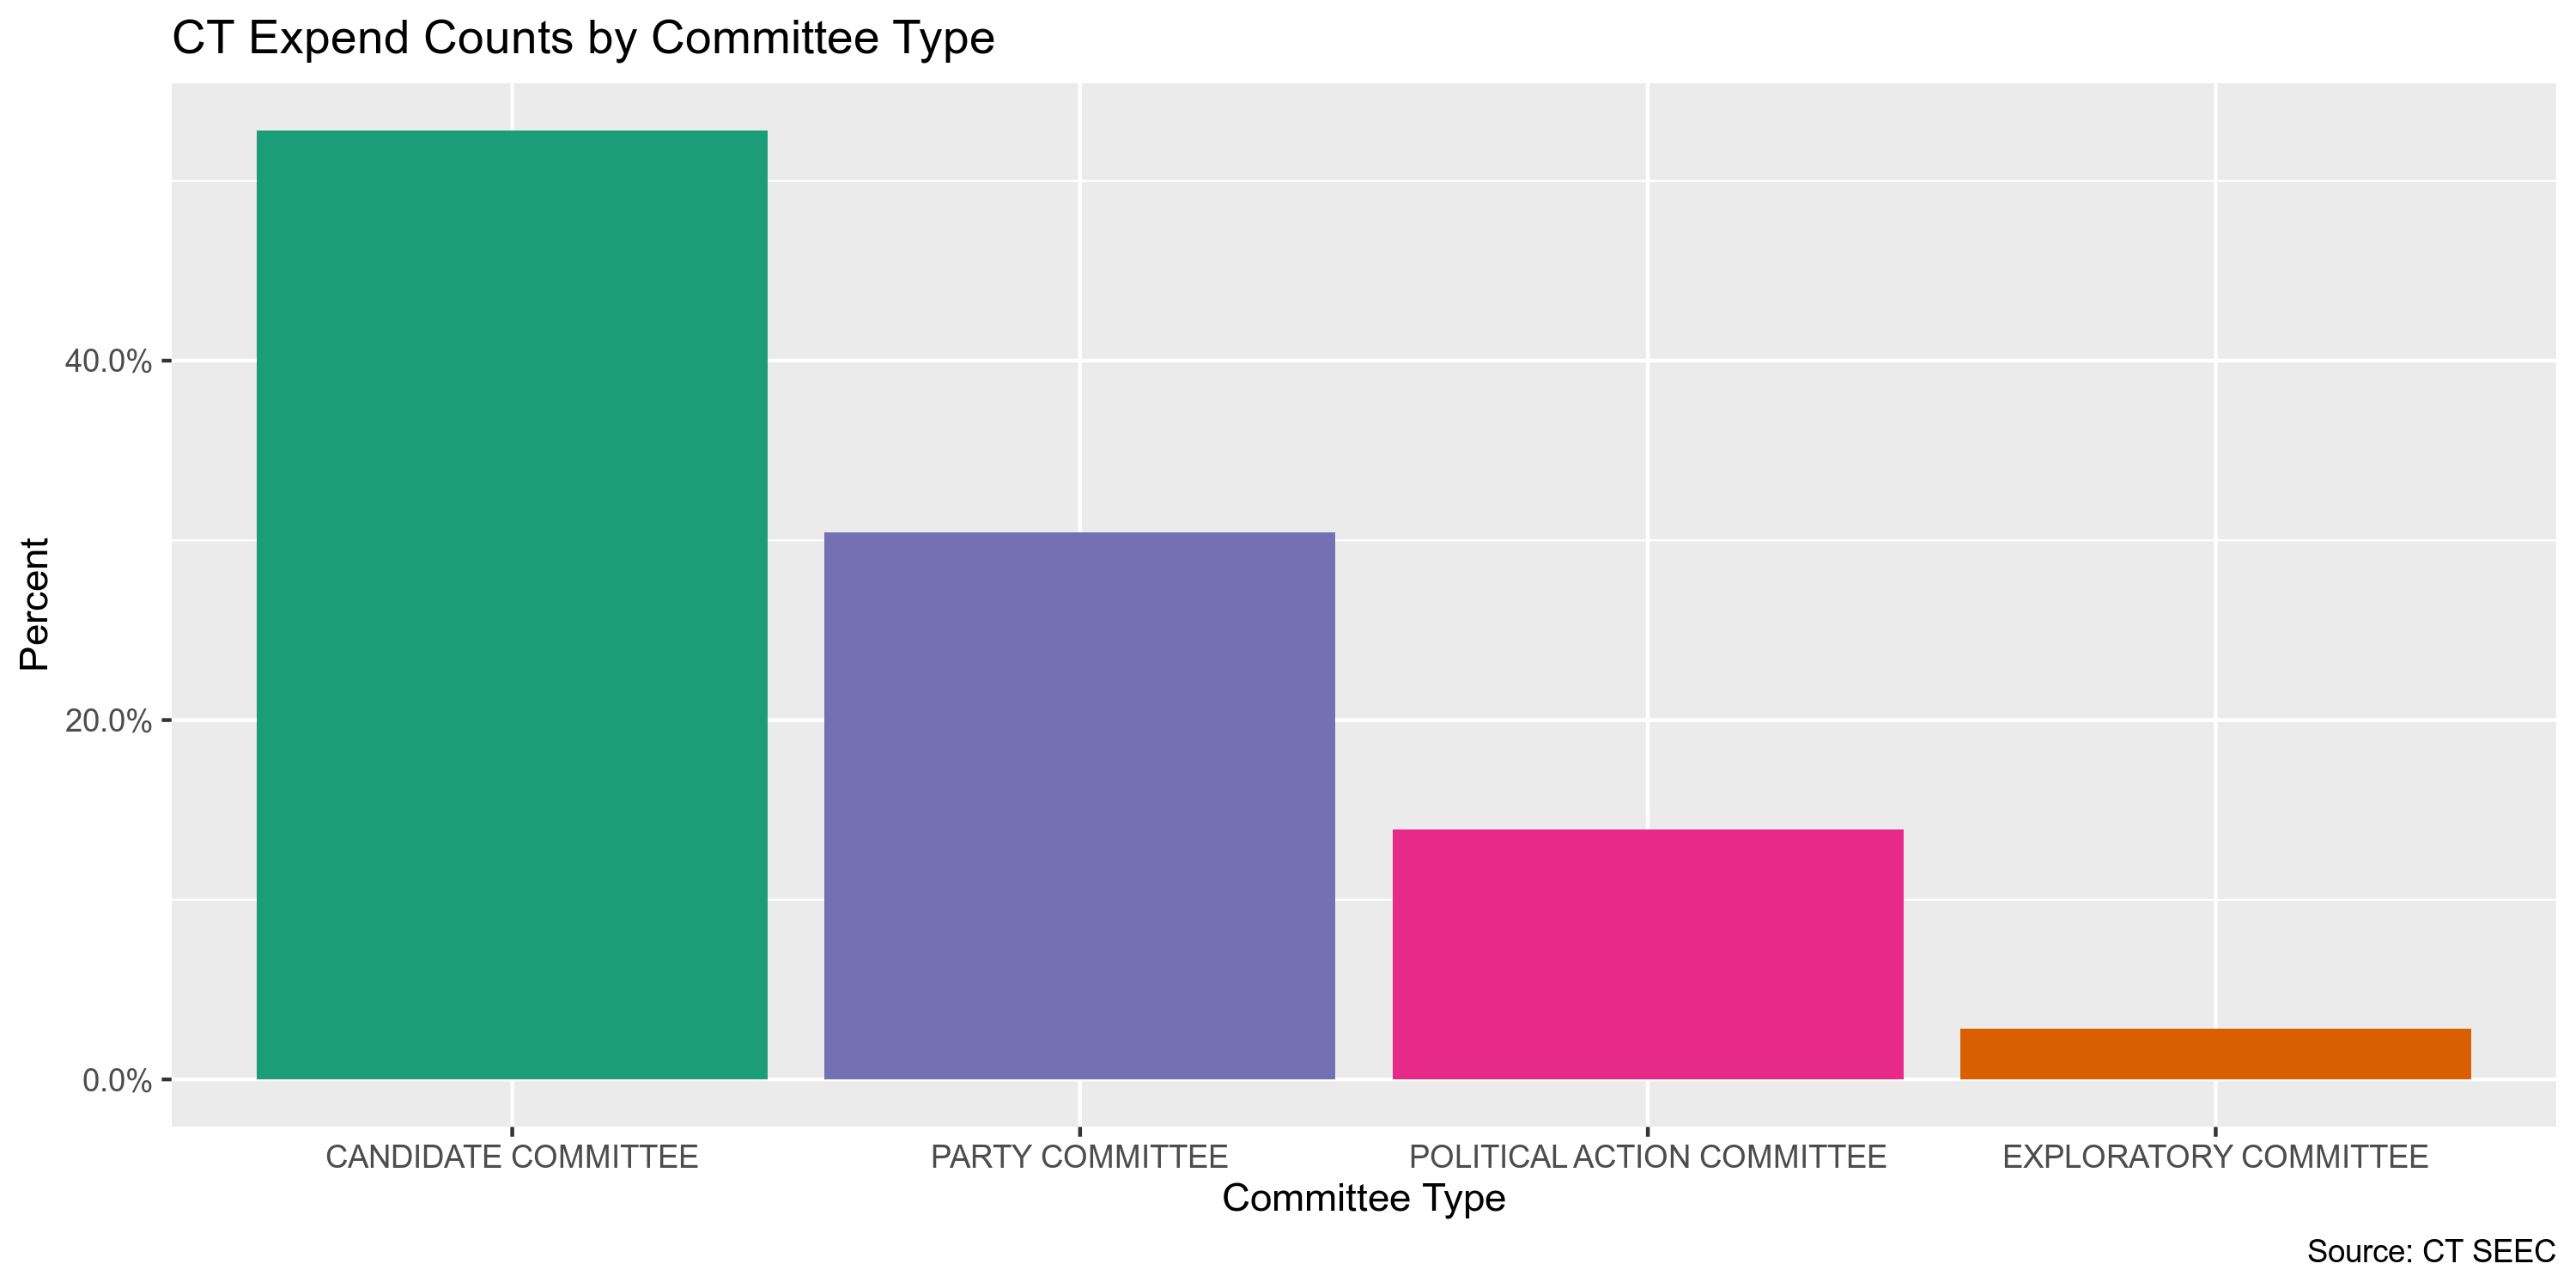 CT Expend Counts by Committee Type
Percent
40.0%
20.0%
0.0%
CANDIDATE COMMITTEE
PARTY COMMITTEE
POLITICAL ACTION COMMITTEE
EXPLORATORY COMMITTEE
Committee Type
Source: CT SEEC